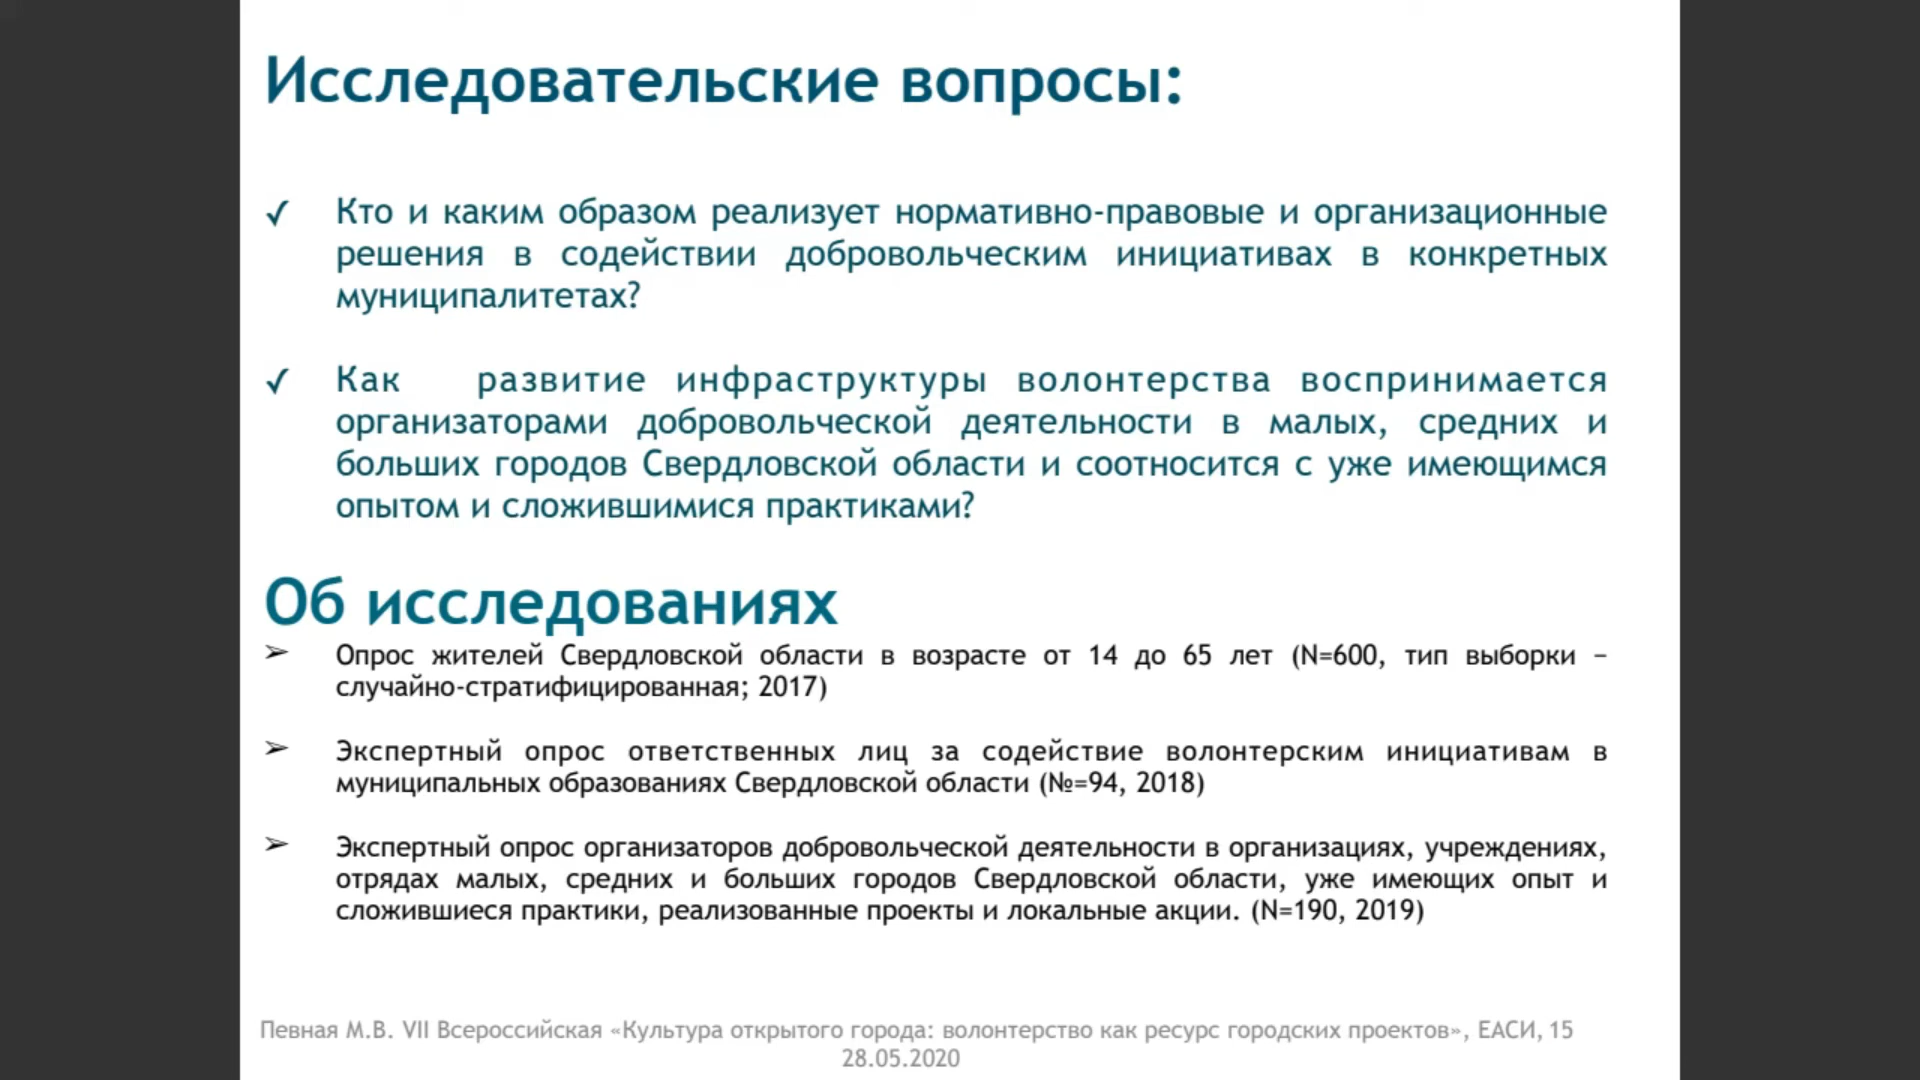 Исследовательские вопросы:
✓ Кто и каким образом реализует нормативно-правовые и организационные
решения в содействии добровольческим инициативах в конкретных
муниципалитетах?
✓ Как развитие инфраструктуры волонтерства воспринимается
организаторами добровольческой деятельности в малых, средних и
больших городов Свердловской области и соотносится с уже имеющимся
опытом и сложившимися практиками?
Об исследованиях
➢ Опрос жителей Свердловской области в возрасте от 14 до 65 лет (N=600, тип выборки –
случайно-стратифицированная; 2017)
➢ Экспертный опрос ответственных лиц за содействие волонтерским инициативам в
муниципальных образованиях Свердловской области (№=94, 2018)
➢ Экспертный опрос организаторов добровольческой деятельности в организациях, учреждениях,
отрядах малых, средних и больших городов Свердловской области, уже имеющих опыт и
сложившиеся практики, реализованные проекты и локальные акции. (N=190, 2019)
Певная М.В. VII Всероссийская «Культура открытого города: волонтерство как ресурс городских проектов», ЕАСИ, 15
28.05.2020